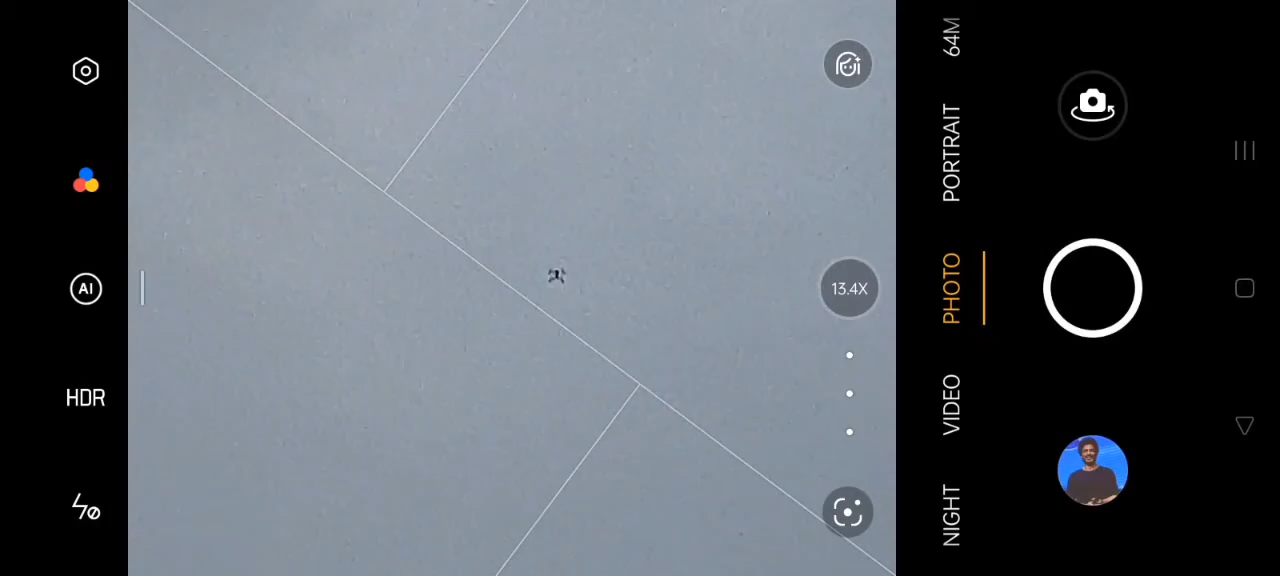 AI
HDR
13.4X
64M
PORTRAIT
PHOTO
VIDEO
NIGHT